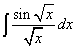 ∫ sin √x / √x dx